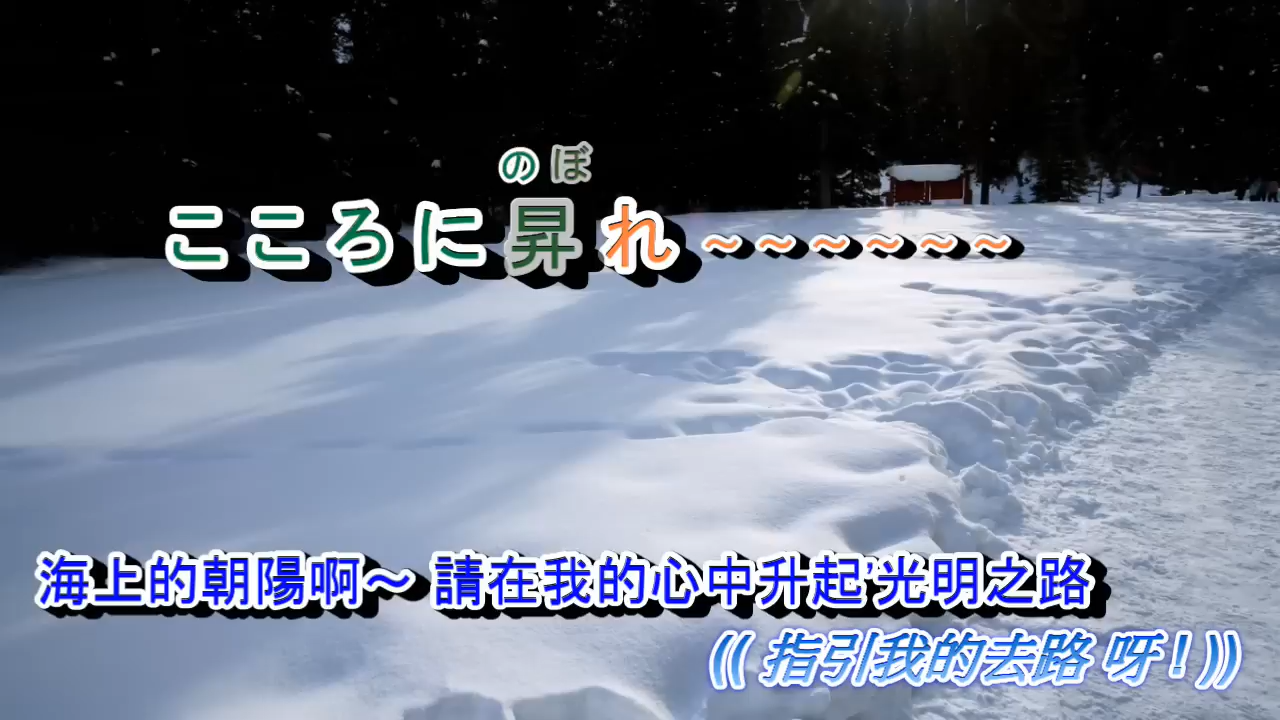 のぼ
こころに昇れ～～～～～～
海上的朝陽啊～ 請在我的心中升起'光明之路
(( 指引我的去路 呀 ! ))